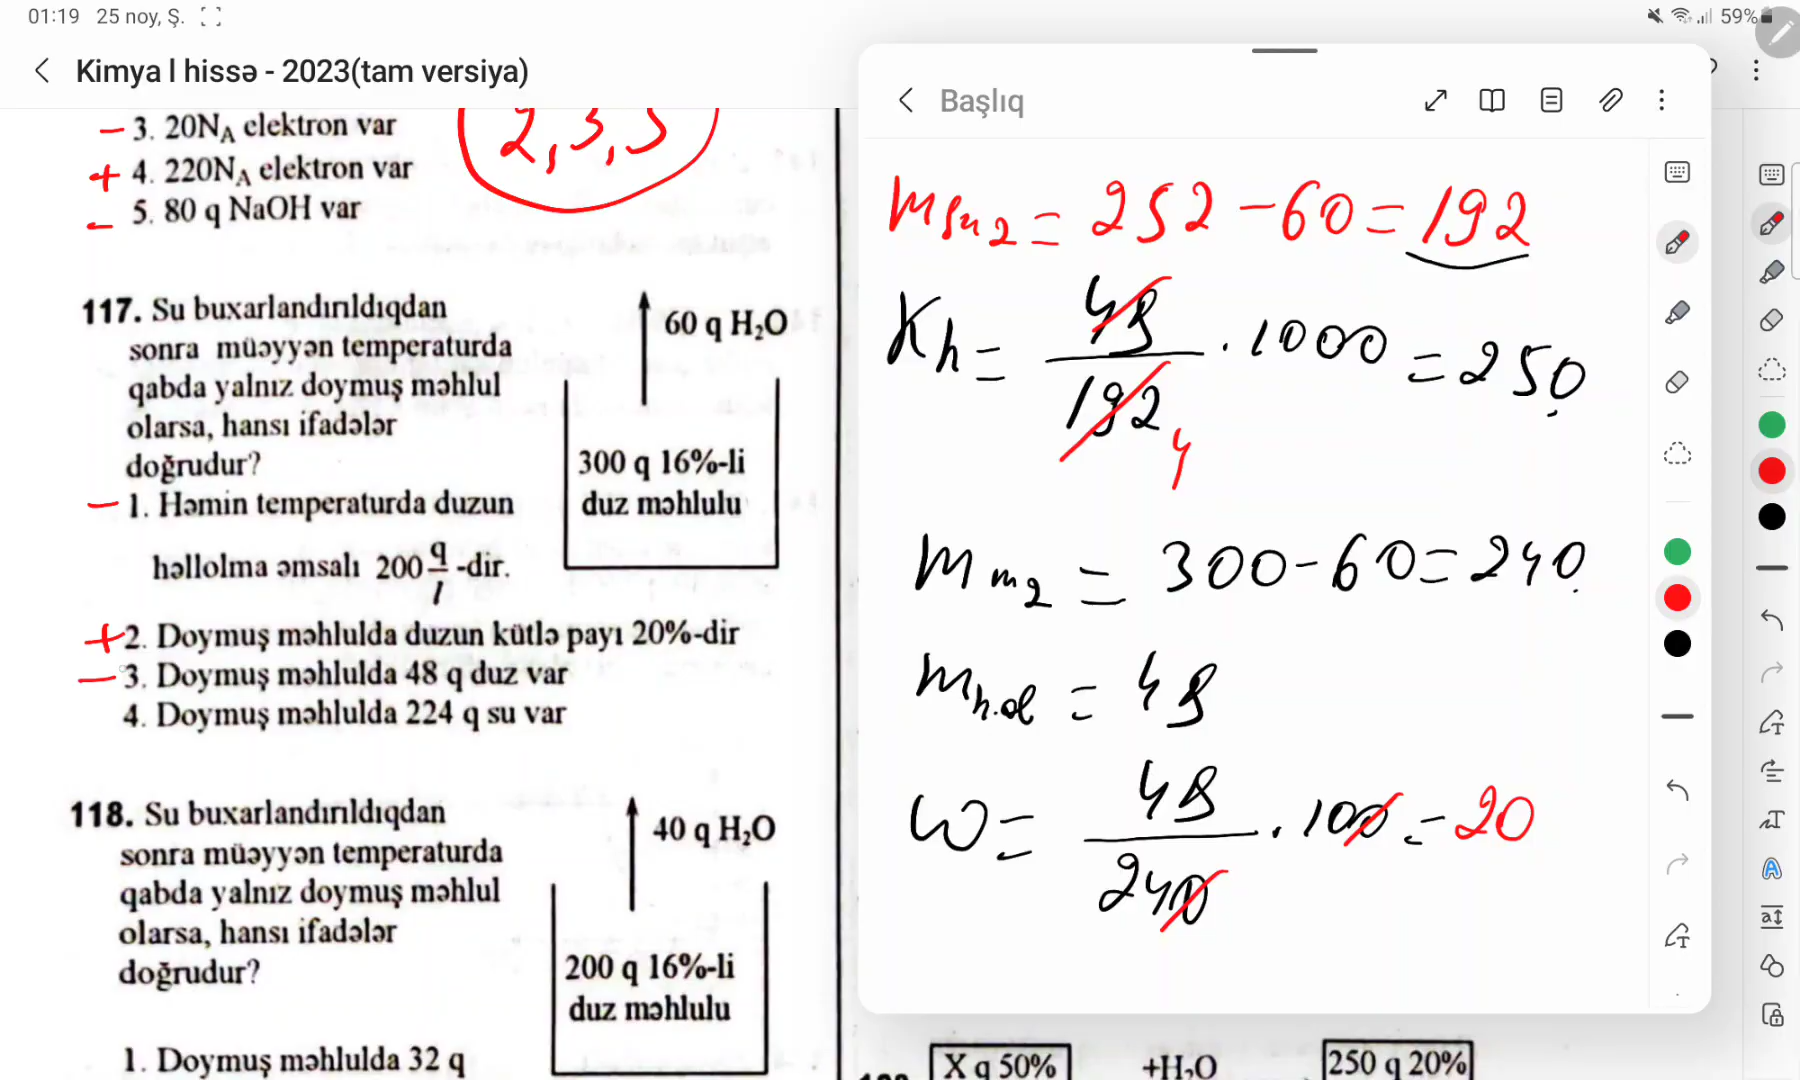 01:19 25 noy, Ş.
59%
Kimya I hissə - 2023(tam versiya)
– 3. 20N_A elektron var
+ 4. 220N_A elektron var
– 5. 80 q NaOH var
2, 3, 5
117. Su buxarlandırıldıqdan
sonra müəyyən temperaturda
qabda yalnız doymuş məhlul
olarsa, hansı ifadələr
doğrudur?
60 q H₂O
300 q 16%-li
duz məhlulu
– 1. Həmin temperaturda duzun
həllolma əmsalı 200 q/l -dir.
+ 2. Doymuş məhlulda duzun kütlə payı 20%-dir
– 3. Doymuş məhlulda 48 q duz var
4. Doymuş məhlulda 224 q su var
118. Su buxarlandırıldıqdan
sonra müəyyən temperaturda
qabda yalnız doymuş məhlul
olarsa, hansı ifadələr
doğrudur?
40 q H₂O
200 q 16%-li
duz məhlulu
1. Doymuş məhlulda 32 q
Başlıq
m su₂ = 252 – 60 = 192
Kh = 48/192 · 1000 = 250
4
m m₂ = 300 – 60 = 240
m h.ol = 48
ω = 48/240 · 100 = 20
X q 50%
+H₂O
250 q 20%